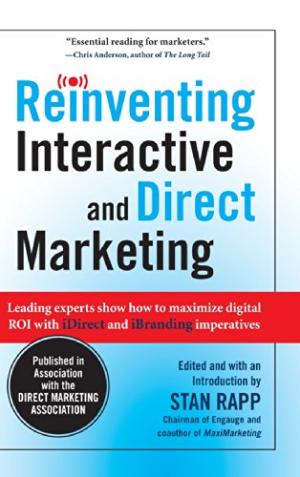 "Essential reading for marketers."
—Chris Anderson, author of The Long Tail
Reinventing
Interactive
and Direct
Marketing
Leading experts show how to maximize digital
ROI with iDirect and iBranding imperatives
Published in
Association
with the
DIRECT MARKETING
ASSOCIATION
Edited and with an
Introduction by
STAN RAPP
Chairman of Engauge and
coauthor of MaxiMarketing